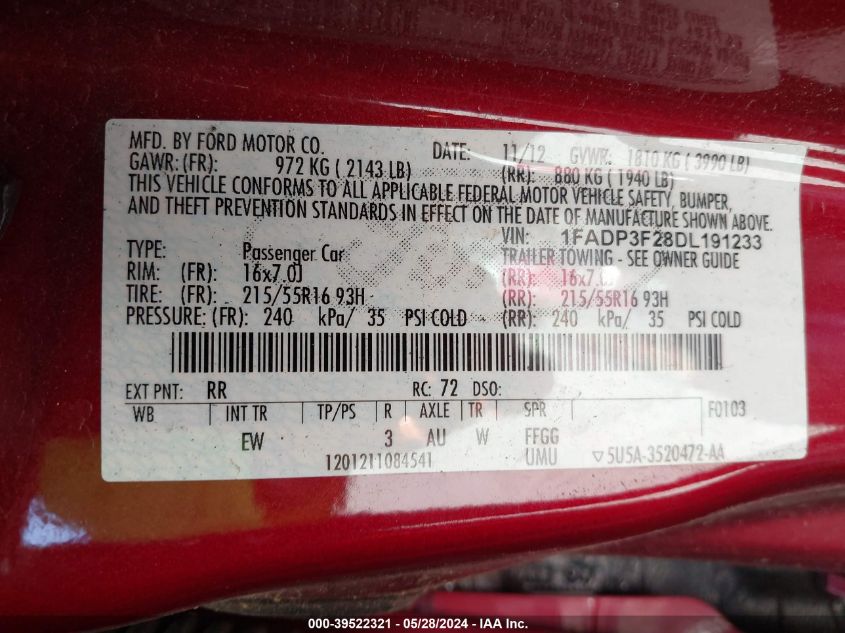 MFD. BY FORD MOTOR CO. DATE: 11/12 GVWR: 1810 KG ( 3990 LB)
GAWR: (FR): 972 KG ( 2143 LB) (RR): 880 KG ( 1940 LB)
THIS VEHICLE CONFORMS TO ALL APPLICABLE FEDERAL MOTOR VEHICLE SAFETY, BUMPER,
AND THEFT PREVENTION STANDARDS IN EFFECT ON THE DATE OF MANUFACTURE SHOWN ABOVE.
VIN: 1FADP3F28DL191233
TYPE: Passenger Car TRAILER TOWING - SEE OWNER GUIDE
RIM: (FR): 16x7.0J (RR): 16x7.0J
TIRE: (FR): 215/55R16 93H (RR): 215/55R16 93H
PRESSURE: (FR): 240 kPa/ 35 PSI COLD (RR): 240 kPa/ 35 PSI COLD
EXT PNT: RR RC: 72 DSO:
WB INT TR TP/PS R AXLE TR SPR F0103
EW 3 AU W FFGG
1201211084541 UMU ▽5U5A-3520472-AA
000-39522321 - 05/28/2024 - IAA Inc.